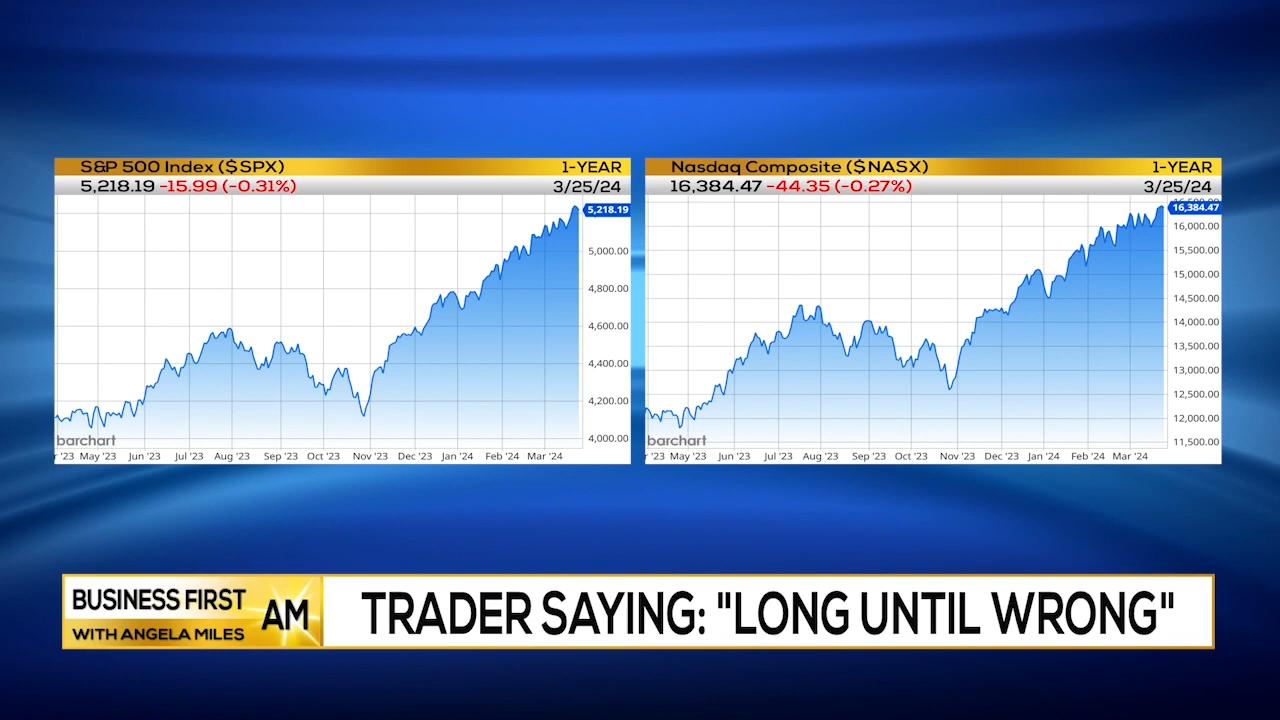 S&P 500 Index ($SPX) 1-YEAR
5,218.19 -15.99 (-0.31%) 3/25/24
5,218.19
5,000.00
4,800.00
4,600.00
4,400.00
4,200.00
4,000.00
barchart
r '23 May '23 Jun '23 Jul '23 Aug '23 Sep '23 Oct '23 Nov '23 Dec '23 Jan '24 Feb '24 Mar '24
Nasdaq Composite ($NASX) 1-YEAR
16,384.47 -44.35 (-0.27%) 3/25/24
16,384.47
16,000.00
15,500.00
15,000.00
14,500.00
14,000.00
13,500.00
13,000.00
12,500.00
12,000.00
11,500.00
barchart
r '23 May '23 Jun '23 Jul '23 Aug '23 Sep '23 Oct '23 Nov '23 Dec '23 Jan '24 Feb '24 Mar '24
BUSINESS FIRST
AM
WITH ANGELA MILES
TRADER SAYING: "LONG UNTIL WRONG"